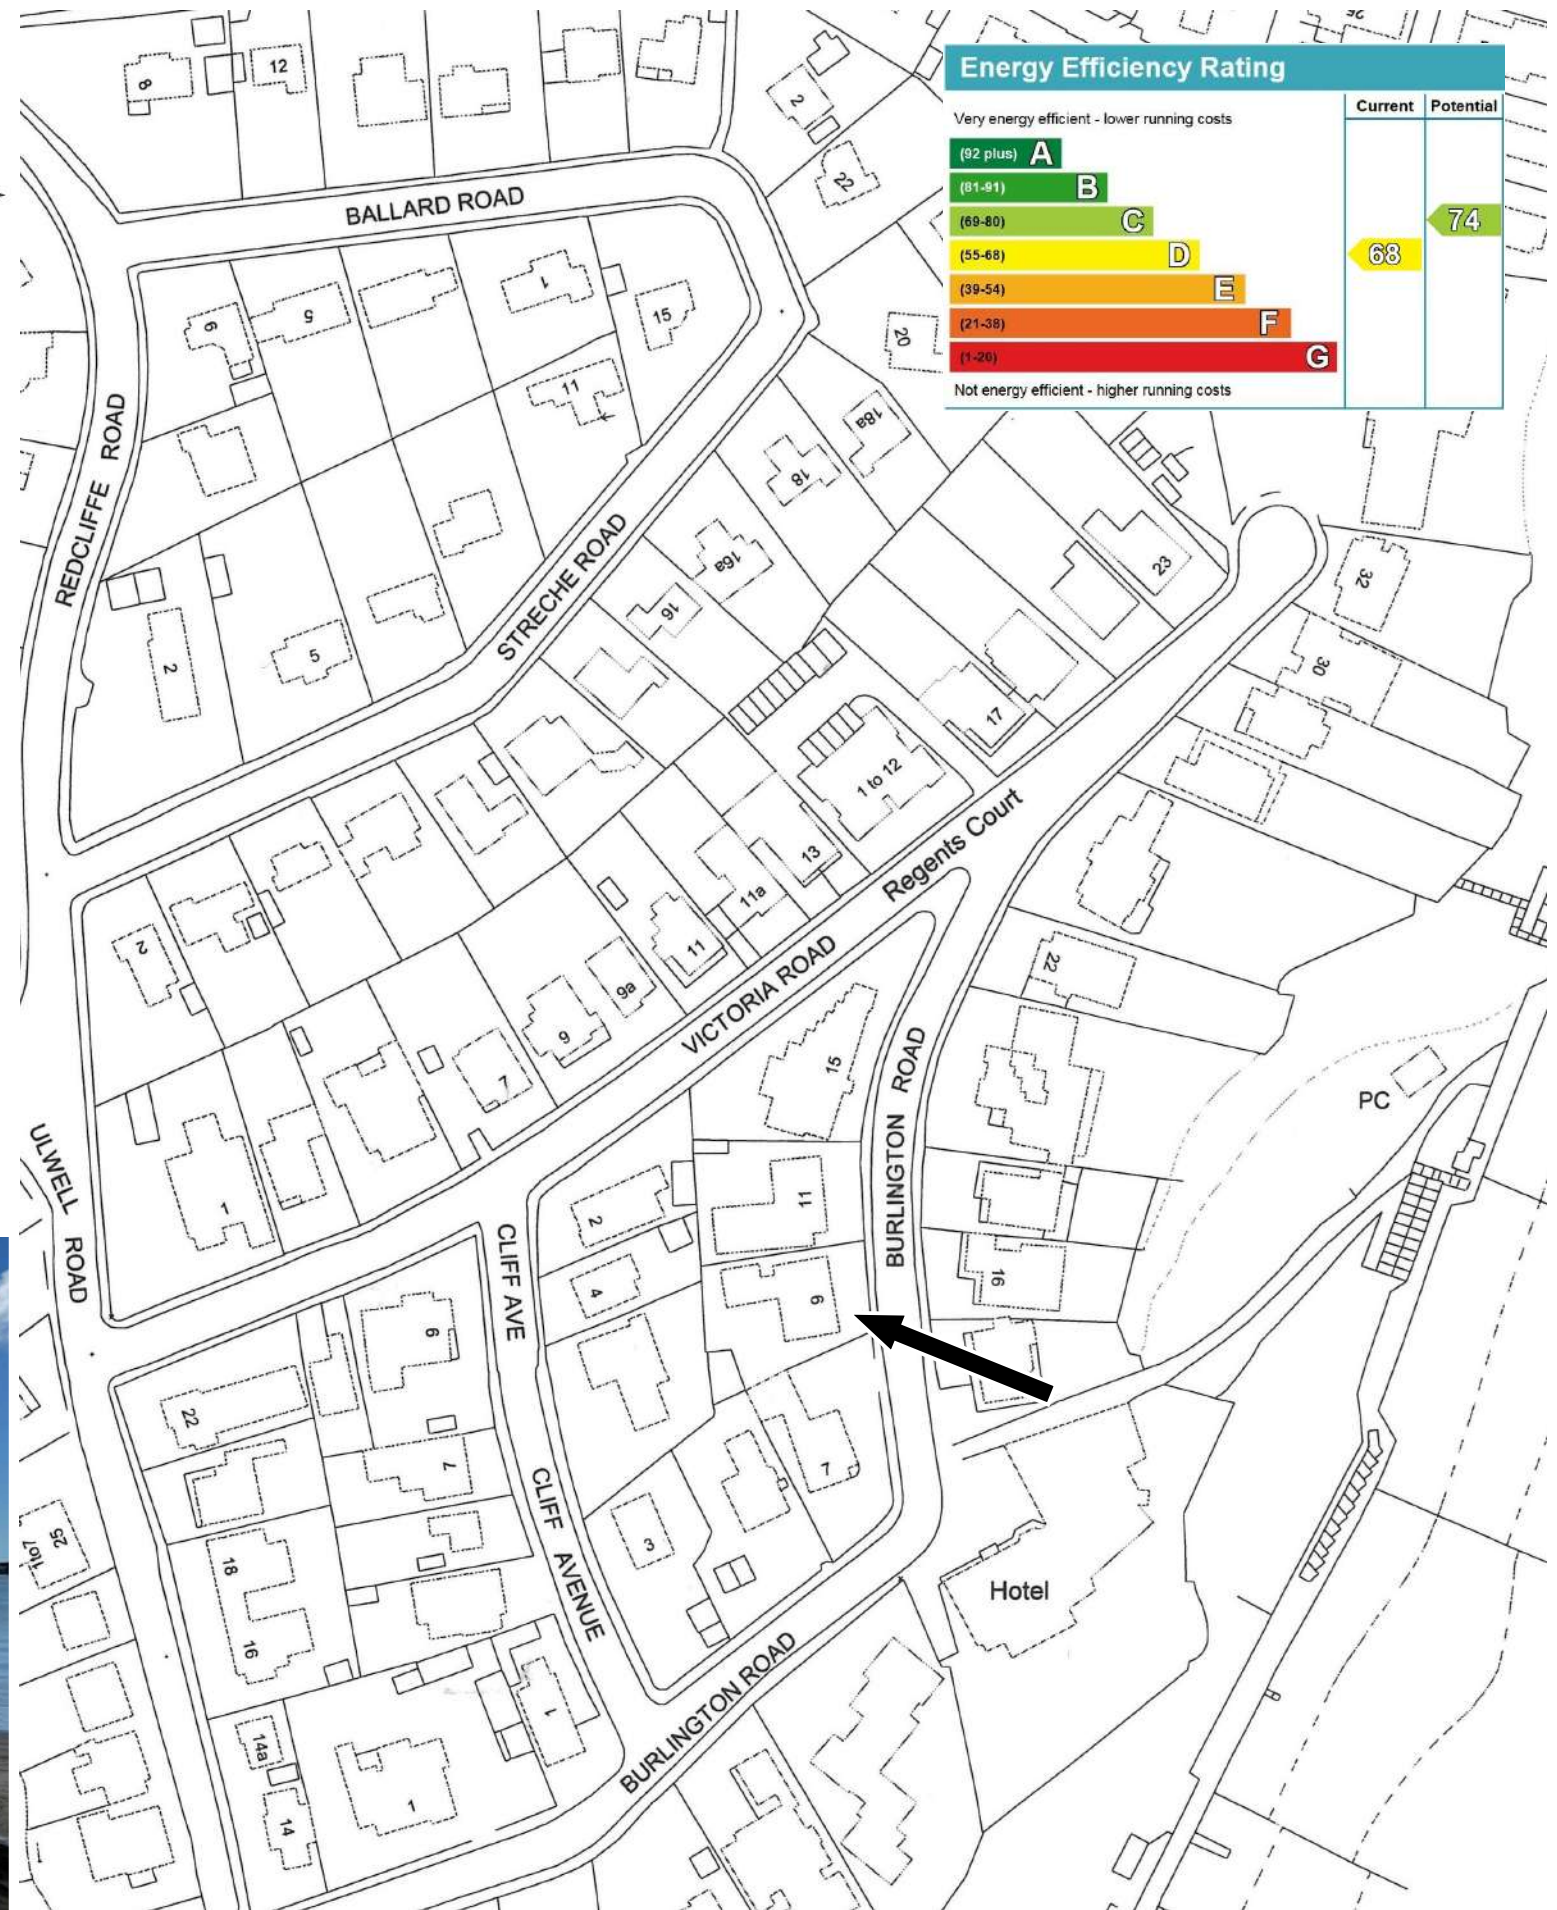 8
12
2
22
26
Energy Efficiency Rating
Current Potential
Very energy efficient - lower running costs
(92 plus) A
(81-91) B
(69-80) C
(55-68) D
(39-54) E
(21-38) F
(1-20) G
68
74
Not energy efficient - higher running costs
BALLARD ROAD
9
5
1
15
11
20
18a
18
16a
16
23
32
30
17
REDCLIFFE ROAD
STRECHE ROAD
2
5
1 to 12
Regents Court
13
11a
11
9a
9
7
2
22
VICTORIA ROAD
15
BURLINGTON ROAD
PC
ULWELL ROAD
1
CLIFF AVE
2
4
11
9
16
9
22
7
7
3
CLIFF AVENUE
25
1to7
18
16
Hotel
14a
14
1
1
BURLINGTON ROAD